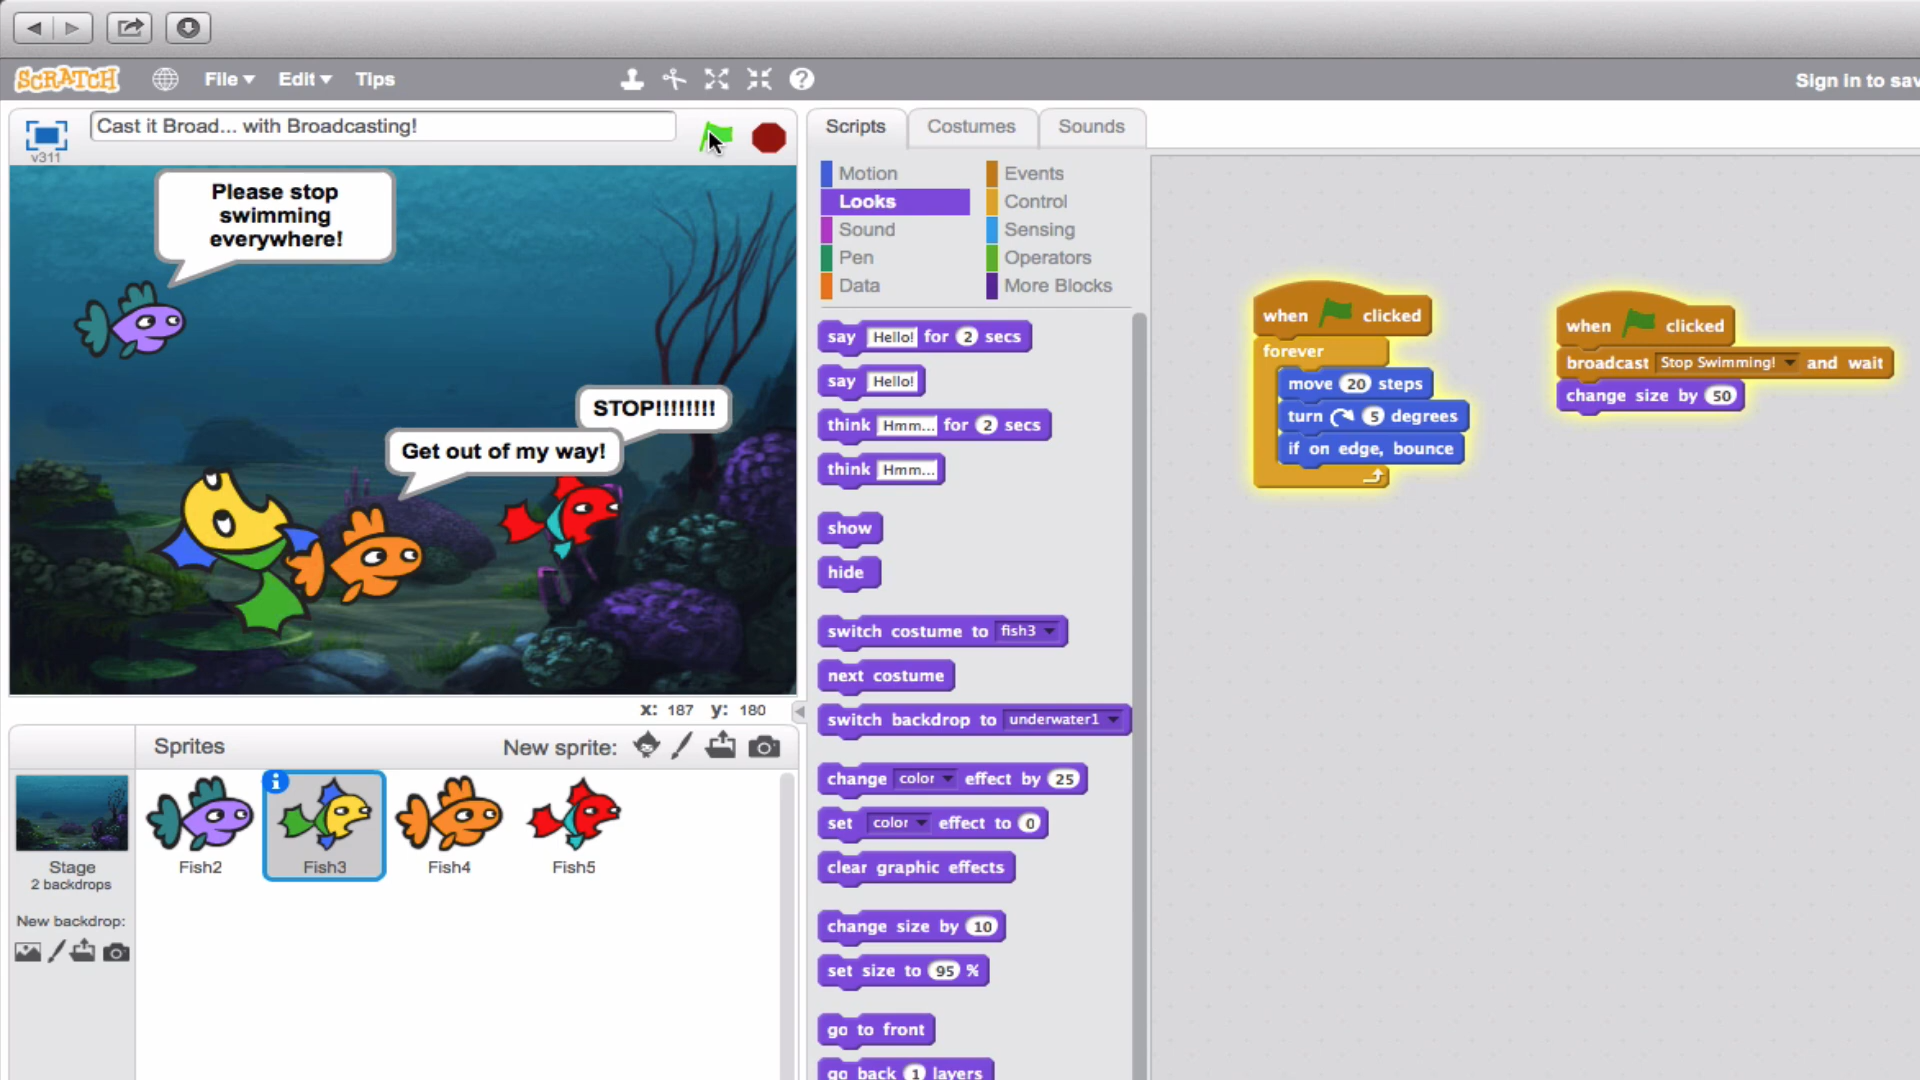 SCRATCH File Edit Tips Sign in to sav
Cast it Broad... with Broadcasting!
v311
Please stop
swimming
everywhere!
STOP!!!!!!!!
Get out of my way!
x: 187 y: 180
Sprites New sprite:
Fish2 Fish3 Fish4 Fish5
Stage
2 backdrops
New backdrop:
Scripts Costumes Sounds
Motion Events
Looks Control
Sound Sensing
Pen Operators
Data More Blocks
say Hello! for 2 secs
say Hello!
think Hmm... for 2 secs
think Hmm...
show
hide
switch costume to fish3
next costume
switch backdrop to underwater1
change color effect by 25
set color effect to 0
clear graphic effects
change size by 10
set size to 95 %
go to front
go back 1 layers
when clicked
forever
move 20 steps
turn 5 degrees
if on edge, bounce
when clicked
broadcast Stop Swimming! and wait
change size by 50